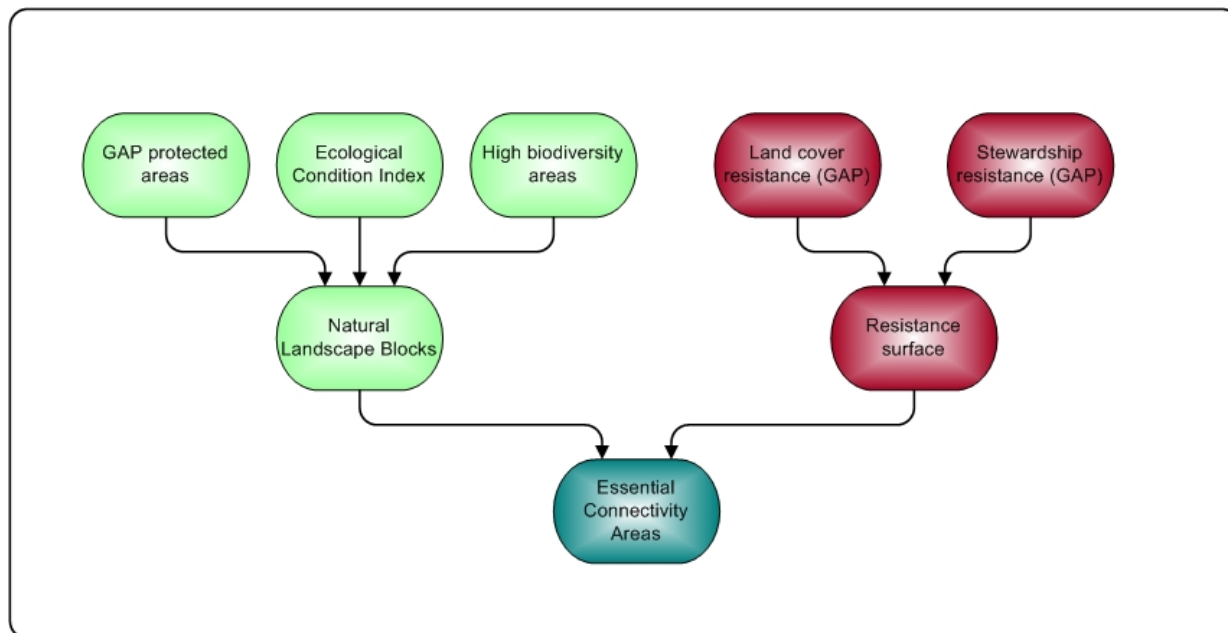 GAP protected
areas
Ecological
Condition Index
High biodiversity
areas
Land cover
resistance (GAP)
Stewardship
resistance (GAP)
Natural
Landscape Blocks
Resistance
surface
Essential
Connectivity
Areas